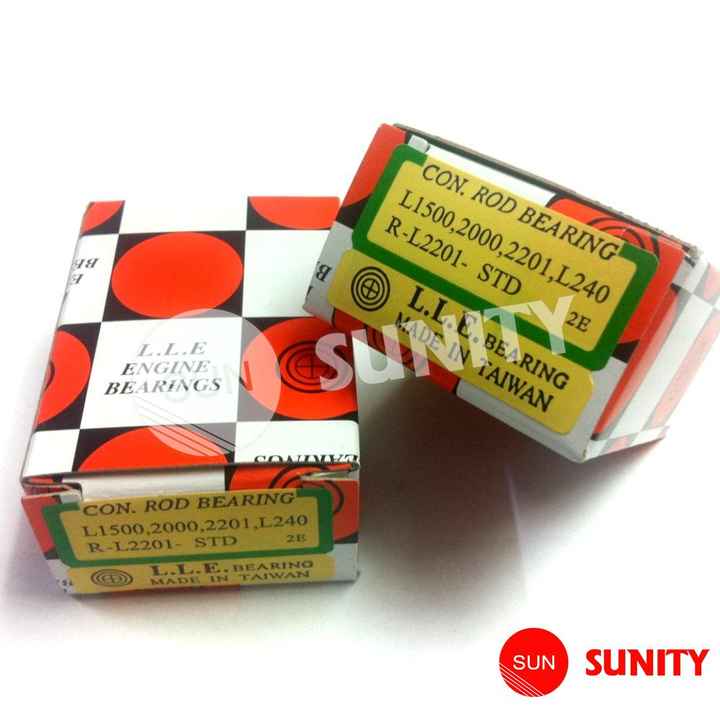 CON. ROD BEARING
L1500,2000,2201,L240
R-L2201- STD 2E
L.L.E. BEARING
MADE IN TAIWAN
L.L.E
ENGINE
BEARINGS
CON. ROD BEARING
L1500,2000,2201,L240
R-L2201- STD 2E
L.L.E. BEARING
MADE IN TAIWAN
SUN SUNITY
SUN SUNITY